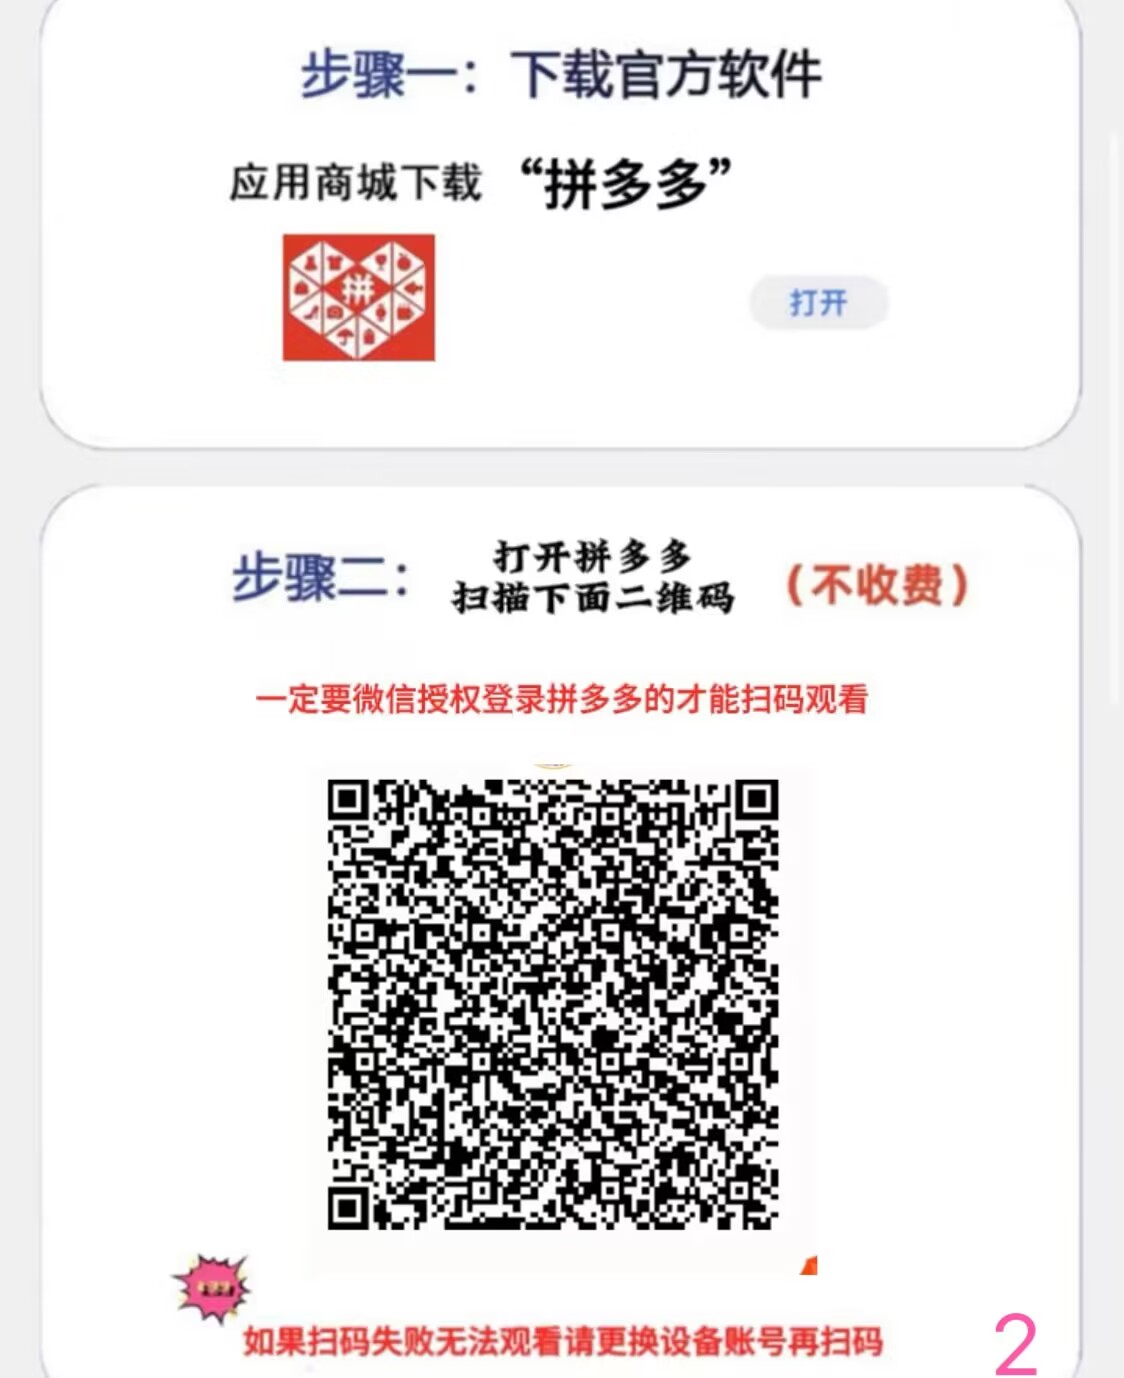 步骤一：下载官方软件
应用商城下载 “拼多多”
拼
打开
步骤二：
打开拼多多
扫描下面二维码
（不收费）
一定要微信授权登录拼多多的才能扫码观看
如果扫码失败无法观看请更换设备账号再扫码
2